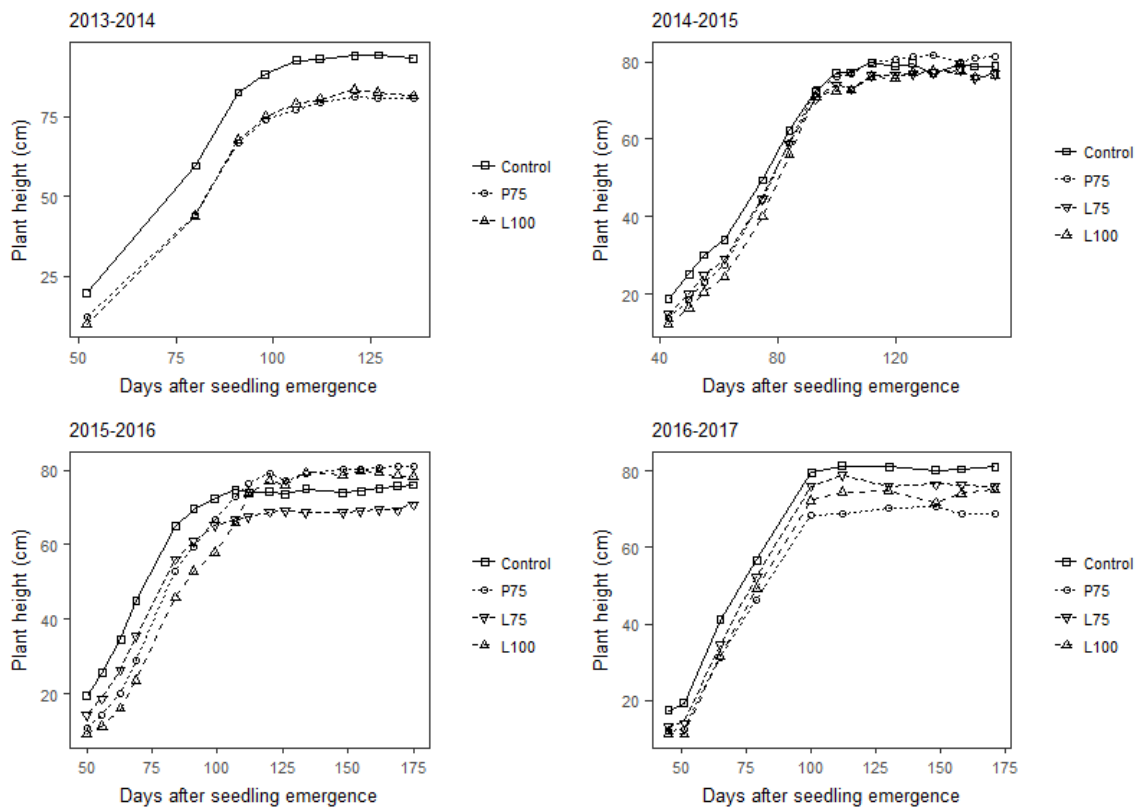 2013-2014
Plant height (cm)
75
50
25
50
75
100
125
Days after seedling emergence
Control
P75
L100
2014-2015
Plant height (cm)
80
60
40
20
40
80
120
Days after seedling emergence
Control
P75
L75
L100
2015-2016
Plant height (cm)
80
60
40
20
50
75
100
125
150
175
Days after seedling emergence
Control
P75
L75
L100
2016-2017
Plant height (cm)
80
60
40
20
50
75
100
125
150
175
Days after seedling emergence
Control
P75
L75
L100